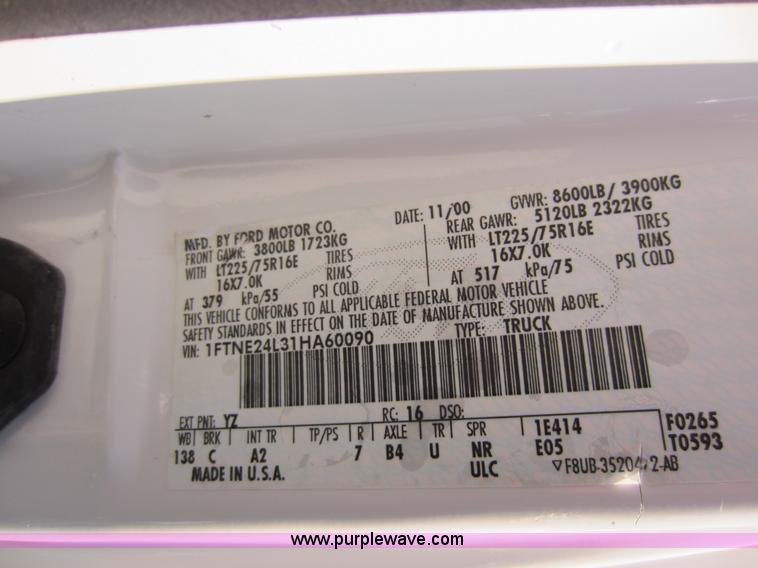 MFD. BY FORD MOTOR CO.
DATE: 11/00
GVWR: 8600LB/ 3900KG
FRONT GAWR: 3800LB 1723KG
REAR GAWR: 5120LB 2322KG
WITH LT225/75R16E TIRES
WITH LT225/75R16E TIRES
16X7.0K RIMS
16X7.0K RIMS
AT 379 kPa/55 PSI COLD
AT 517 kPa/75 PSI COLD
THIS VEHICLE CONFORMS TO ALL APPLICABLE FEDERAL MOTOR VEHICLE
SAFETY STANDARDS IN EFFECT ON THE DATE OF MANUFACTURE SHOWN ABOVE.
VIN: 1FTNE24L31HA60090
TYPE: TRUCK
EXT PNT: YZ RC: 16 DSO:
WB BRK INT TR TP/PS R AXLE TR SPR 1E414 F0265
138 C A2 7 B4 U NR E05 T0593
MADE IN U.S.A. ULC
www.purplewave.com